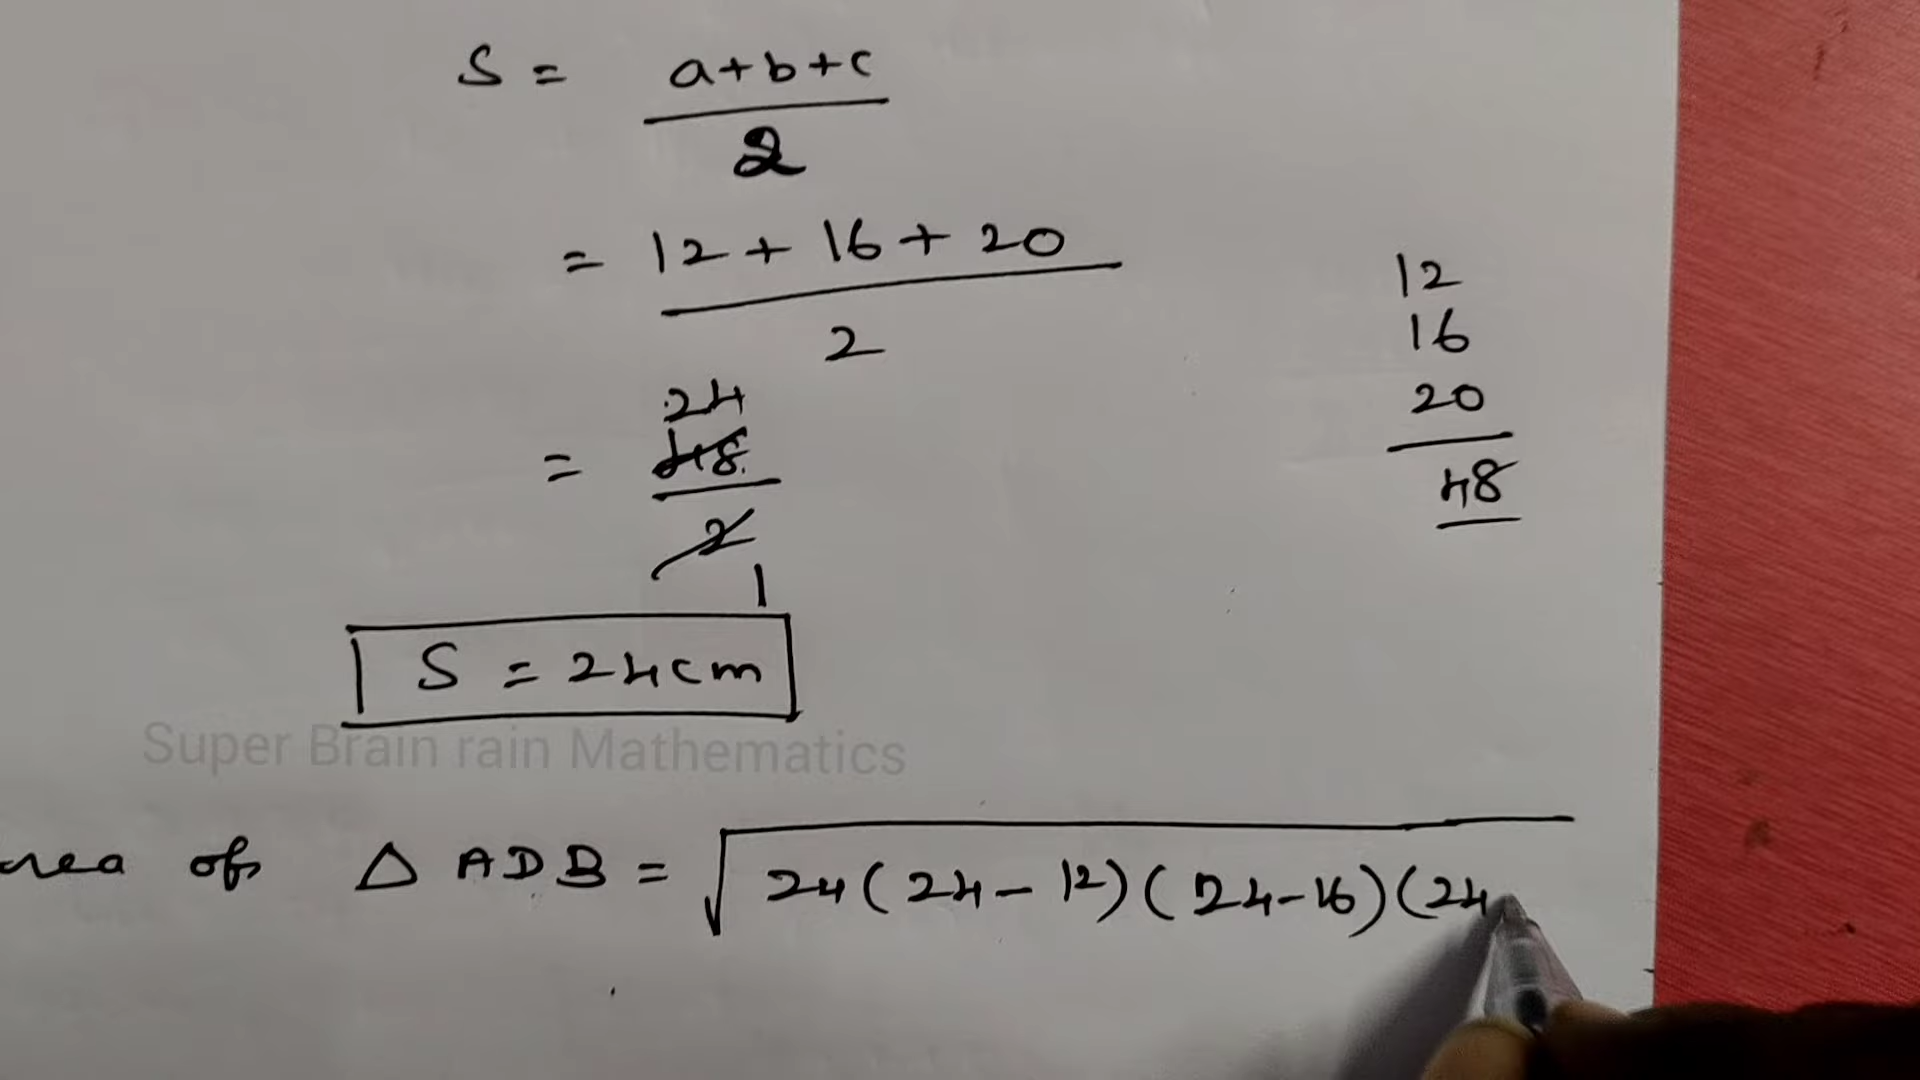 S = a+b+c
2
= 12 + 16 + 20
2
24
= 48
2
1
S = 24cm
12
16
20
48
Super Brain rain Mathematics
rea of △ ADB = √24(24-12)(24-16)(24